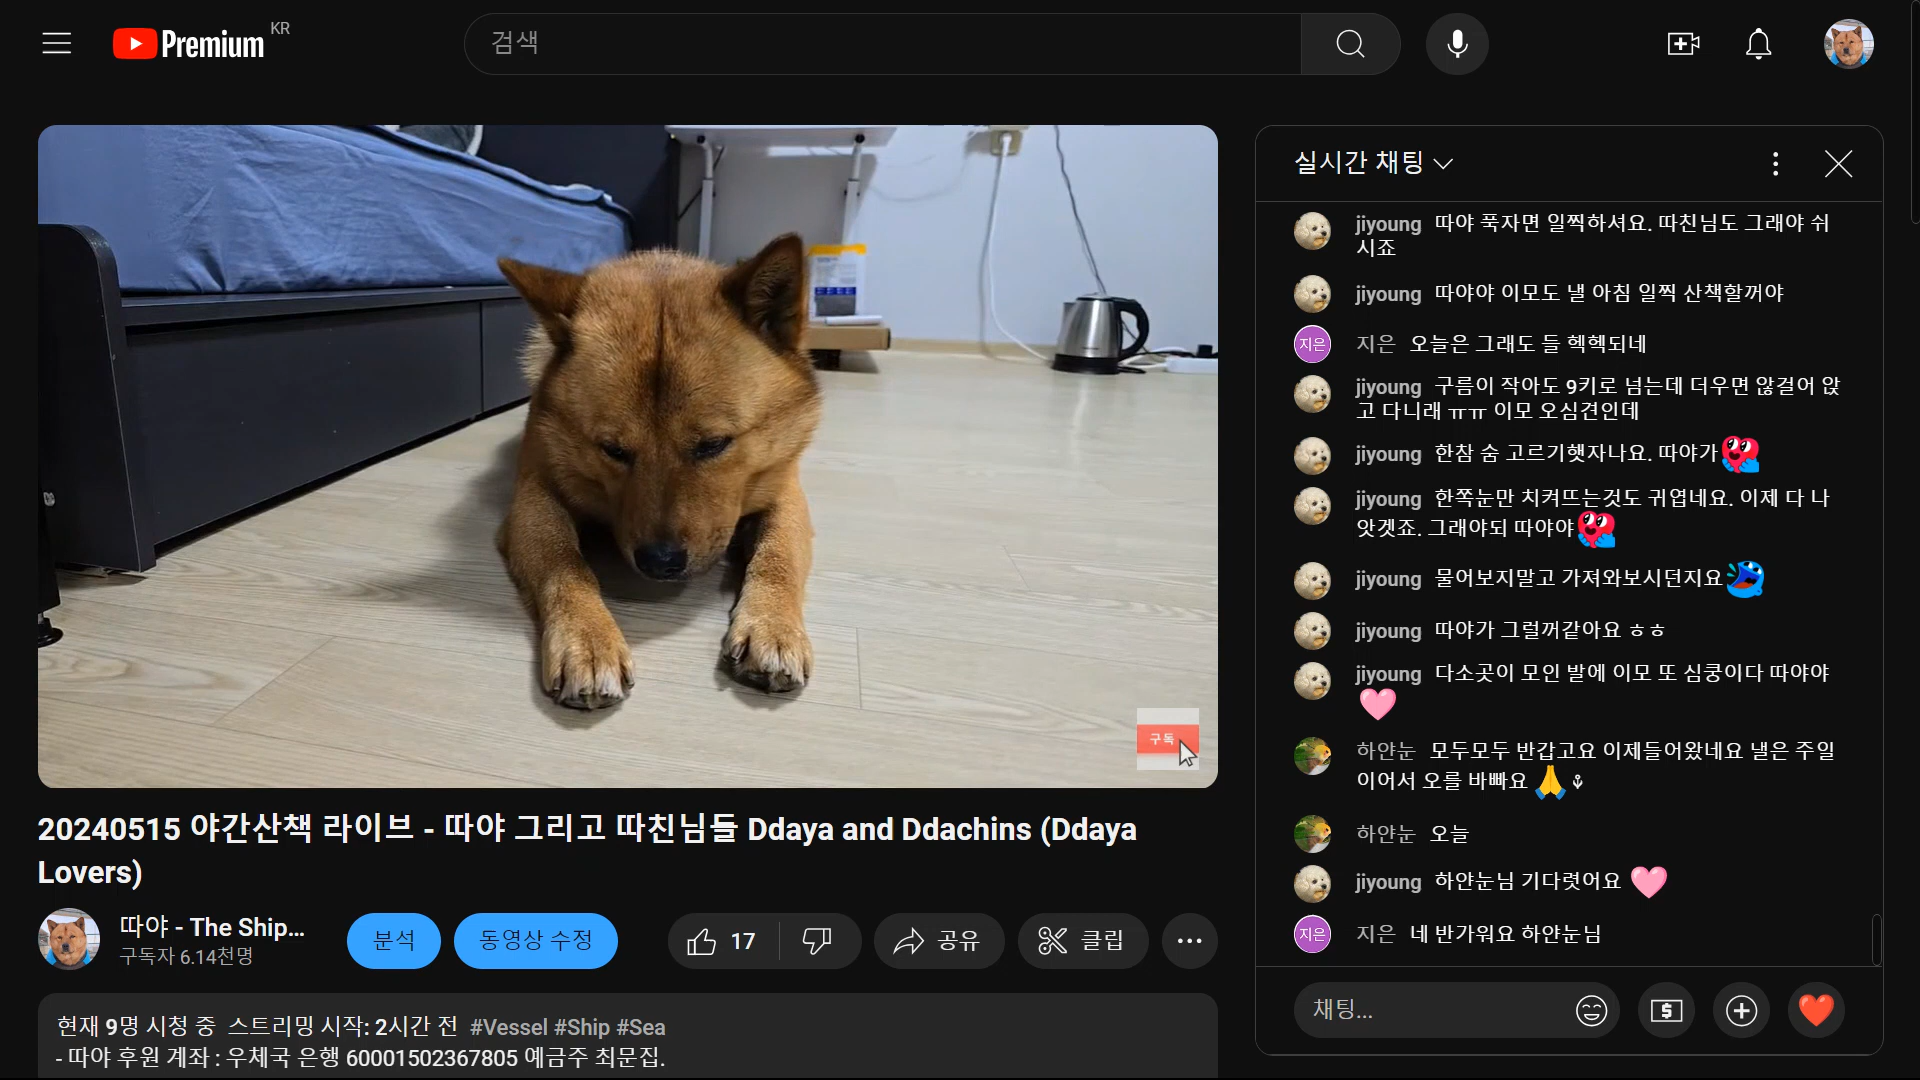 Premium KR
검색
구독
20240515 야간산책 라이브 - 따야 그리고 따친님들 Ddaya and Ddachins (Ddaya
Lovers)
따야 - The Ship...
구독자 6.14천명
분석
동영상 수정
17
공유
클립
현재 9명 시청 중 스트리밍 시작: 2시간 전 #Vessel #Ship #Sea
- 따야 후원 계좌 : 우체국 은행 60001502367805 예금주 최문집.
실시간 채팅
jiyoung 따야 푹자면 일찍하셔요. 따친님도 그래야 쉬
시죠
jiyoung 따야야 이모도 낼 아침 일찍 산책할꺼야
지은 지은 오늘은 그래도 들 헥헥되네
jiyoung 구름이 작아도 9키로 넘는데 더우면 않걸어 앉
고 다니래 ㅠㅠ 이모 오심견인데
jiyoung 한참 숨 고르기햇자나요. 따아가
jiyoung 한쪽눈만 치켜뜨는것도 귀엽네요. 이제 다 나
앗겟죠. 그래야되 따야야
jiyoung 물어보지말고 가져와보시던지요
jiyoung 따야가 그럴꺼같아요 ㅎㅎ
jiyoung 다소곳이 모인 발에 이모 또 심쿵이다 따야야
하얀눈 모두모두 반갑고요 이제들어왔네요 낼은 주일
이어서 오를 바빠요
하얀눈 오늘
jiyoung 하얀눈님 기다렷어요
지은 지은 네 반가워요 하얀눈님
채팅...